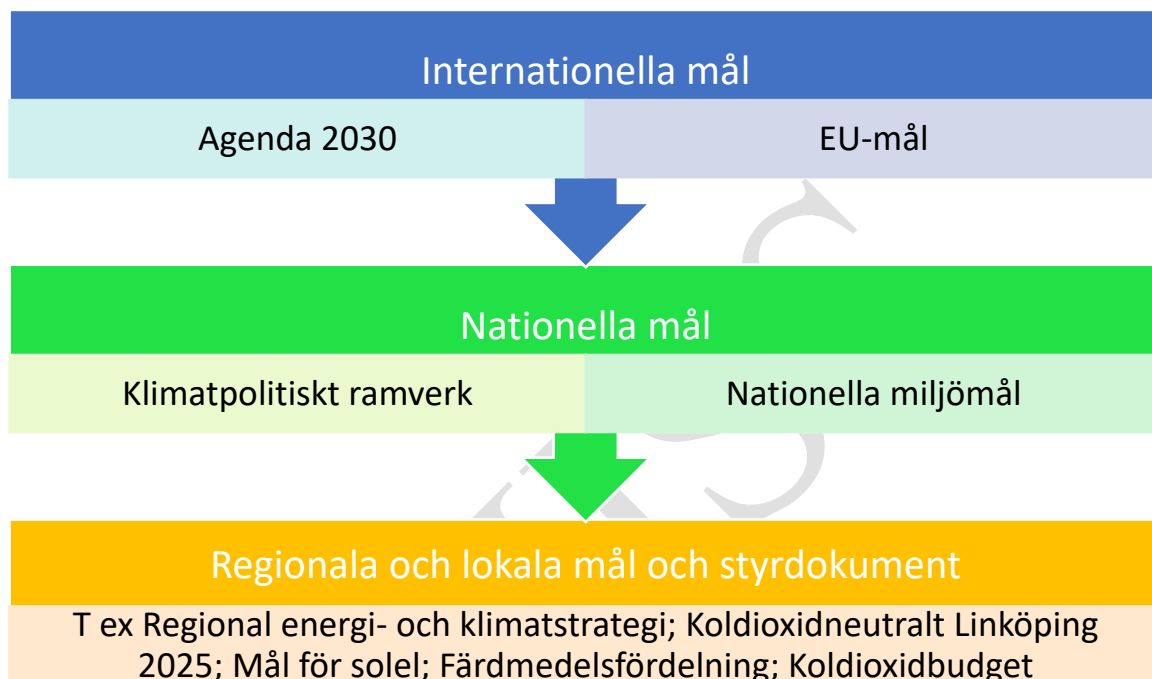 Internationella mål
Agenda 2030
EU-mål
Nationella mål
Klimatpolitiskt ramverk
Nationella miljömål
Regionala och lokala mål och styrdokument
T ex Regional energi- och klimatstrategi; Koldioxidneutralt Linköping
2025; Mål för solel; Färdmedelsfördelning; Koldioxidbudget